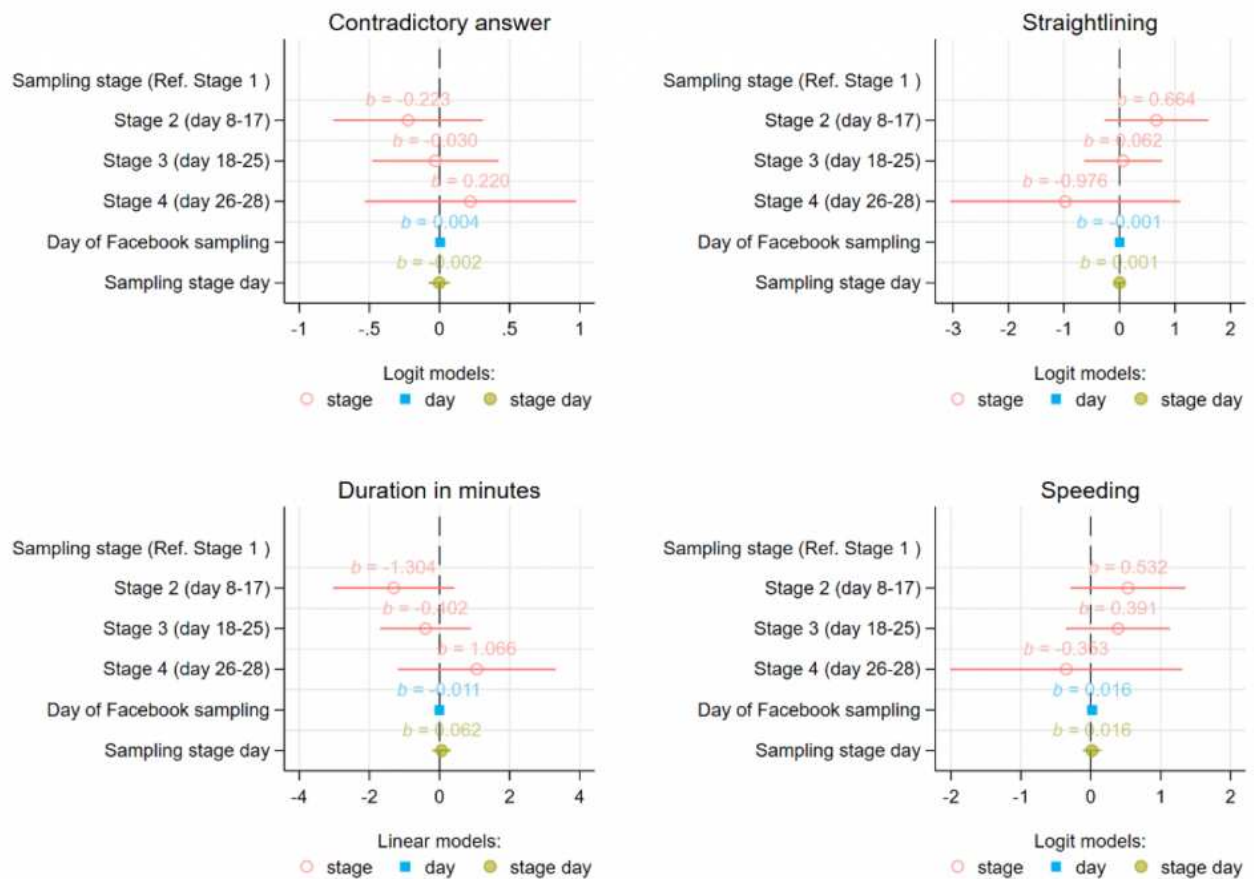 Contradictory answer
Sampling stage (Ref. Stage 1 )
b = -0.223
Stage 2 (day 8-17)
b = -0.030
Stage 3 (day 18-25)
b = 0.220
Stage 4 (day 26-28)
b = 0.004
Day of Facebook sampling
b = -0.002
Sampling stage day
-1 -.5 0 .5 1
Logit models:
stage day stage day
Straightlining
Sampling stage (Ref. Stage 1 )
b = 0.664
Stage 2 (day 8-17)
b = 0.062
Stage 3 (day 18-25)
b = -0.976
Stage 4 (day 26-28)
b = -0.001
Day of Facebook sampling
b = 0.001
Sampling stage day
-3 -2 -1 0 1 2
Logit models:
stage day stage day
Duration in minutes
Sampling stage (Ref. Stage 1 )
b = -1.304
Stage 2 (day 8-17)
b = -0.402
Stage 3 (day 18-25)
b = 1.066
Stage 4 (day 26-28)
b = -0.011
Day of Facebook sampling
b = 0.062
Sampling stage day
-4 -2 0 2 4
Linear models:
stage day stage day
Speeding
Sampling stage (Ref. Stage 1 )
b = 0.532
Stage 2 (day 8-17)
b = 0.391
Stage 3 (day 18-25)
b = -0.353
Stage 4 (day 26-28)
b = 0.016
Day of Facebook sampling
b = 0.016
Sampling stage day
-2 -1 0 1 2
Logit models:
stage day stage day